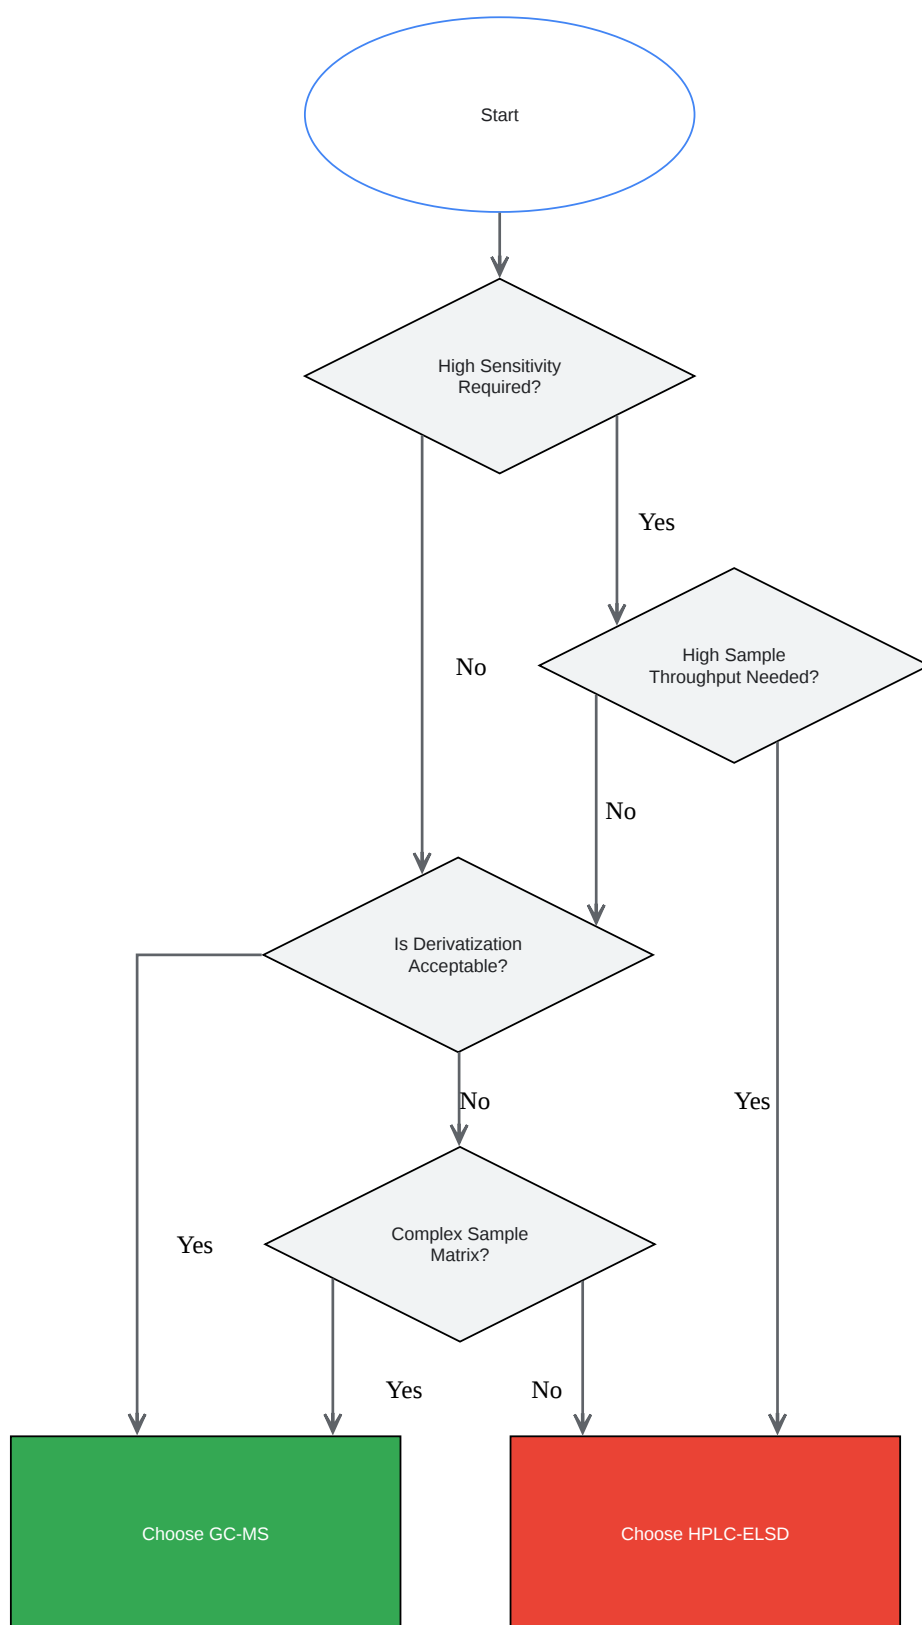 Start
High Sensitivity
Required?
Yes
High Sample
Throughput Needed?
No
No
Is Derivatization
Acceptable?
No
Yes
Complex Sample
Matrix?
Yes
Yes
No
Choose GC-MS
Choose HPLC-ELSD